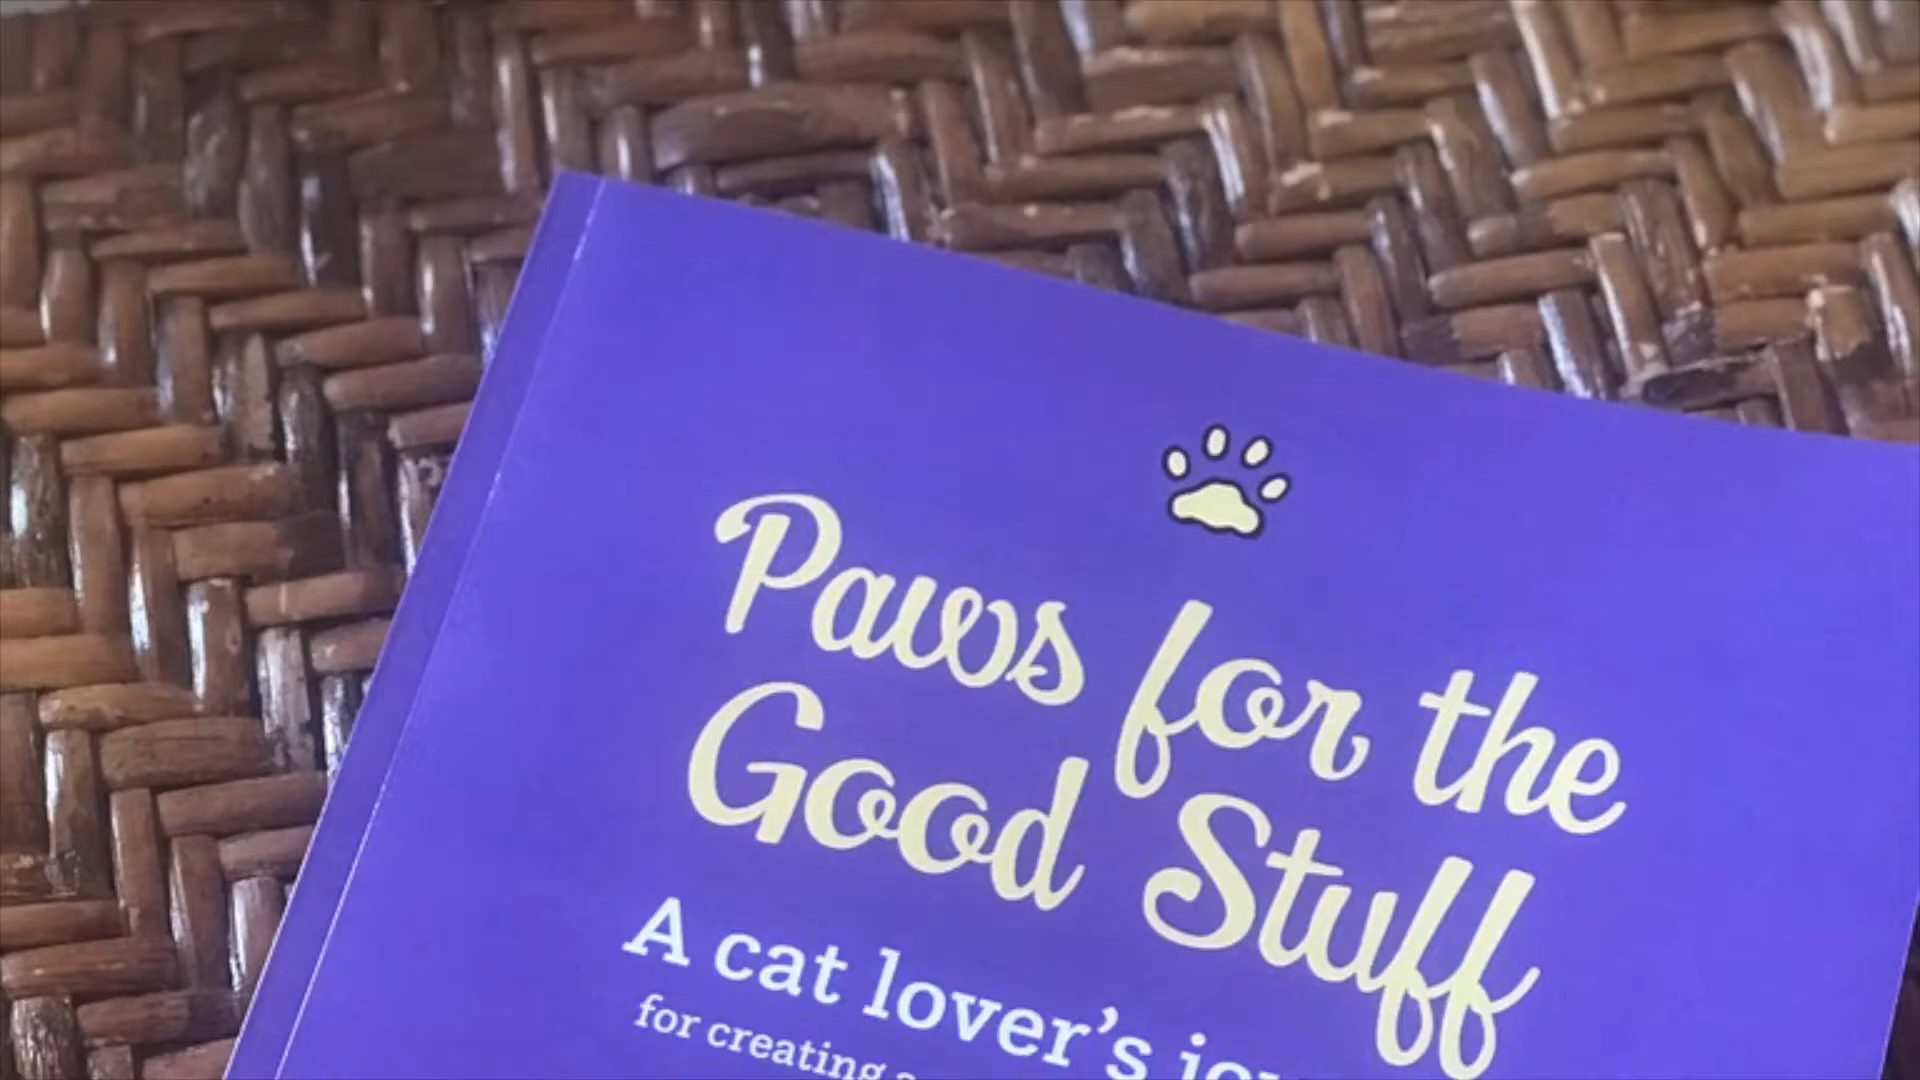 Paws for the
Good Stuff
A cat lover's
for creating